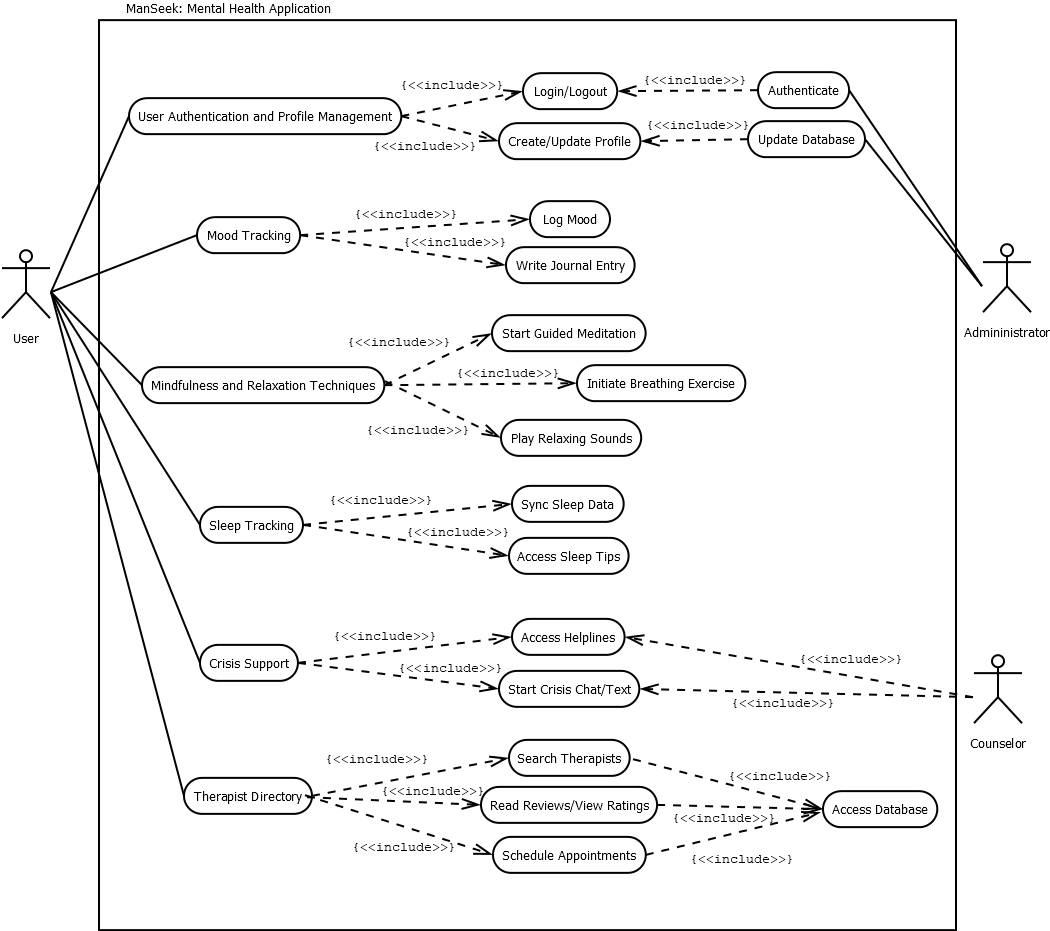 ManSeek: Mental Health Application
{<<include>>}
{<<include>>}
Login/Logout
Authenticate
User Authentication and Profile Management
{<<include>>}
{<<include>>}
Create/Update Profile
Update Database
{<<include>>}
Log Mood
Mood Tracking
{<<include>>}
Write Journal Entry
User
Admininistrator
Start Guided Meditation
{<<include>>}
{<<include>>}
Mindfulness and Relaxation Techniques
Initiate Breathing Exercise
{<<include>>}
Play Relaxing Sounds
{<<include>>}
Sync Sleep Data
Sleep Tracking
{<<include>>}
Access Sleep Tips
{<<include>>}
Access Helplines
{<<include>>}
Crisis Support
{<<include>>}
Start Crisis Chat/Text
{<<include>>}
Counselor
{<<include>>}
Search Therapists
{<<include>>}
Therapist Directory
{<<include>>}
Read Reviews/View Ratings
Access Database
{<<include>>}
{<<include>>}
Schedule Appointments
{<<include>>}